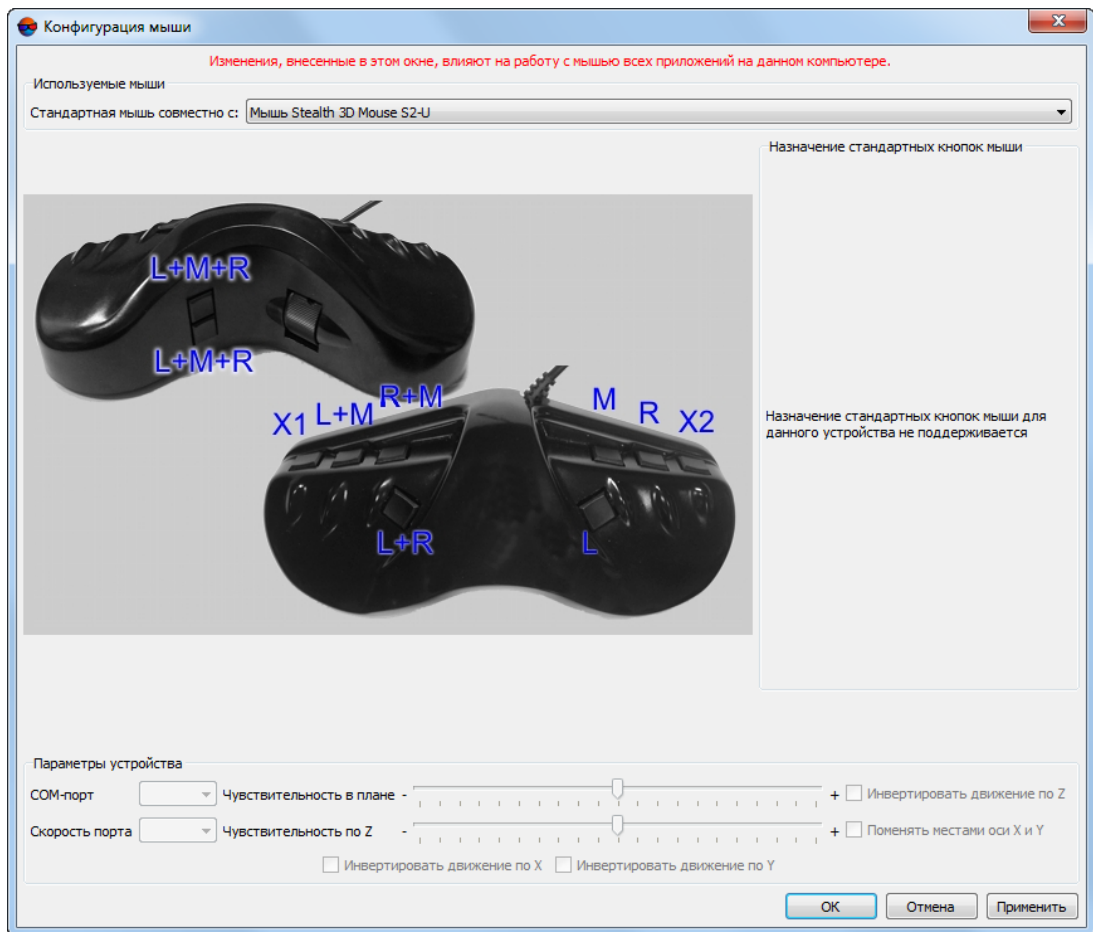 Конфигурация мыши
Изменения, внесенные в этом окне, влияют на работу с мышью всех приложений на данном компьютере.
Используемые мыши
Стандартная мышь совместно с: Мышь Stealth 3D Mouse S2-U
Назначение стандартных кнопок мыши
L+M+R
L+M+R
X1 L+M R+M M R X2
L+R L
Назначение стандартных кнопок мыши для
данного устройства не поддерживается
Параметры устройства
COM-порт Чувствительность в плане - + Инвертировать движение по Z
Скорость порта Чувствительность по Z - + Поменять местами оси X и Y
Инвертировать движение по X Инвертировать движение по Y
OK Отмена Применить